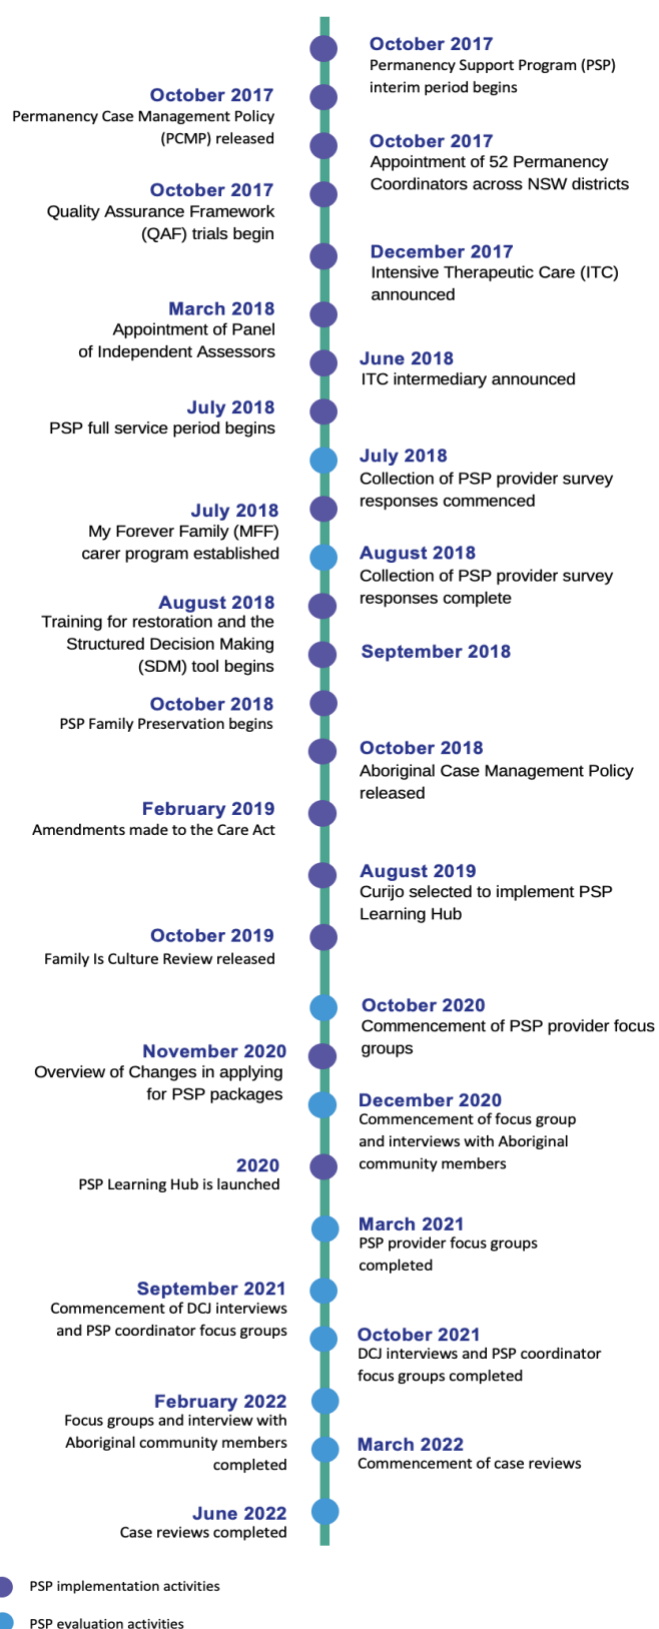 October 2017
Permanency Support Program (PSP)
interim period begins
October 2017
Permanency Case Management Policy
(PCMP) released
October 2017
Appointment of 52 Permanency
Coordinators across NSW districts
October 2017
Quality Assurance Framework
(QAF) trials begin
December 2017
Intensive Therapeutic Care (ITC)
announced
March 2018
Appointment of Panel
of Independent Assessors
June 2018
ITC intermediary announced
July 2018
PSP full service period begins
July 2018
Collection of PSP provider survey
responses commenced
July 2018
My Forever Family (MFF)
carer program established
August 2018
Collection of PSP provider survey
responses complete
August 2018
Training for restoration and the
Structured Decision Making
(SDM) tool begins
September 2018
October 2018
PSP Family Preservation begins
October 2018
Aboriginal Case Management Policy
released
February 2019
Amendments made to the Care Act
August 2019
Curijo selected to implement PSP
Learning Hub
October 2019
Family Is Culture Review released
October 2020
Commencement of PSP provider focus
groups
November 2020
Overview of Changes in applying
for PSP packages
December 2020
Commencement of focus group
and interviews with Aboriginal
community members
2020
PSP Learning Hub is launched
March 2021
PSP provider focus groups
completed
September 2021
Commencement of DCJ interviews
and PSP coordinator focus groups
October 2021
DCJ interviews and PSP coordinator
focus groups completed
February 2022
Focus groups and interview with
Aboriginal community members
completed
March 2022
Commencement of case reviews
June 2022
Case reviews completed
PSP implementation activities
PSP evaluation activities